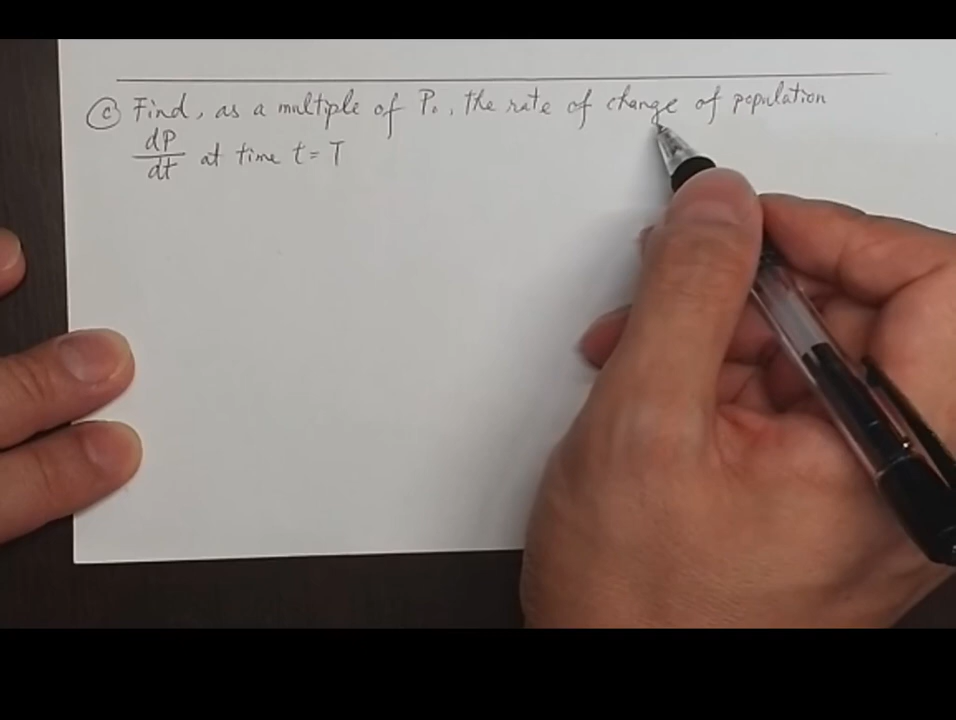 ⓒ Find, as a multiple of P₀, the rate of change of population
dP/dt at time t = T